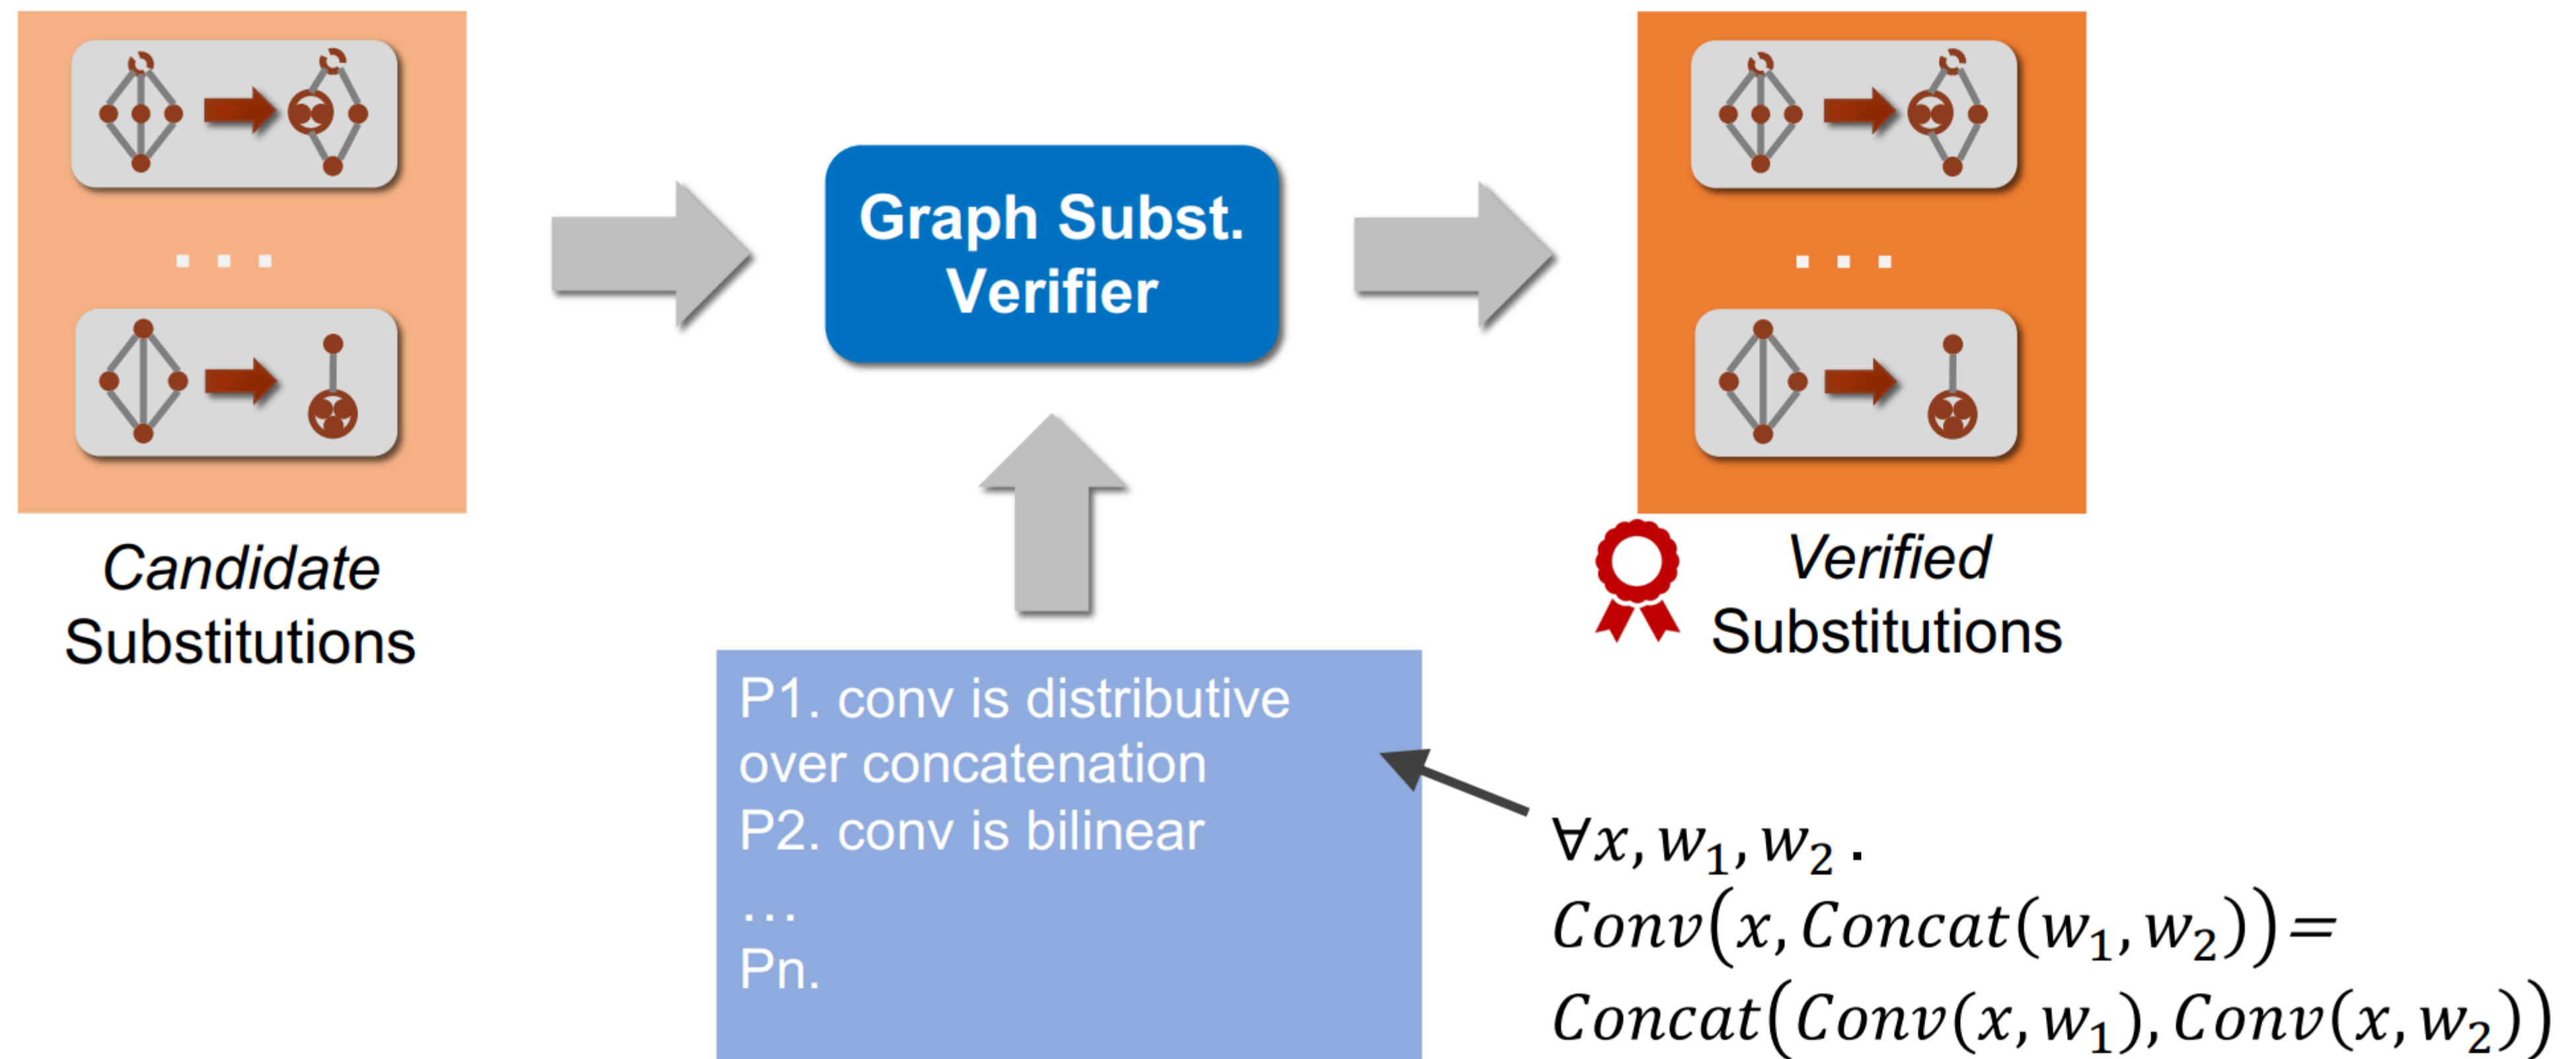 Graph Subst.
Verifier
Candidate
Substitutions
Verified
Substitutions
P1. conv is distributive
over concatenation
P2. conv is bilinear
…
Pn.
∀x, w₁, w₂ .
Conv(x, Concat(w₁, w₂))=
Concat(Conv(x, w₁), Conv(x, w₂))